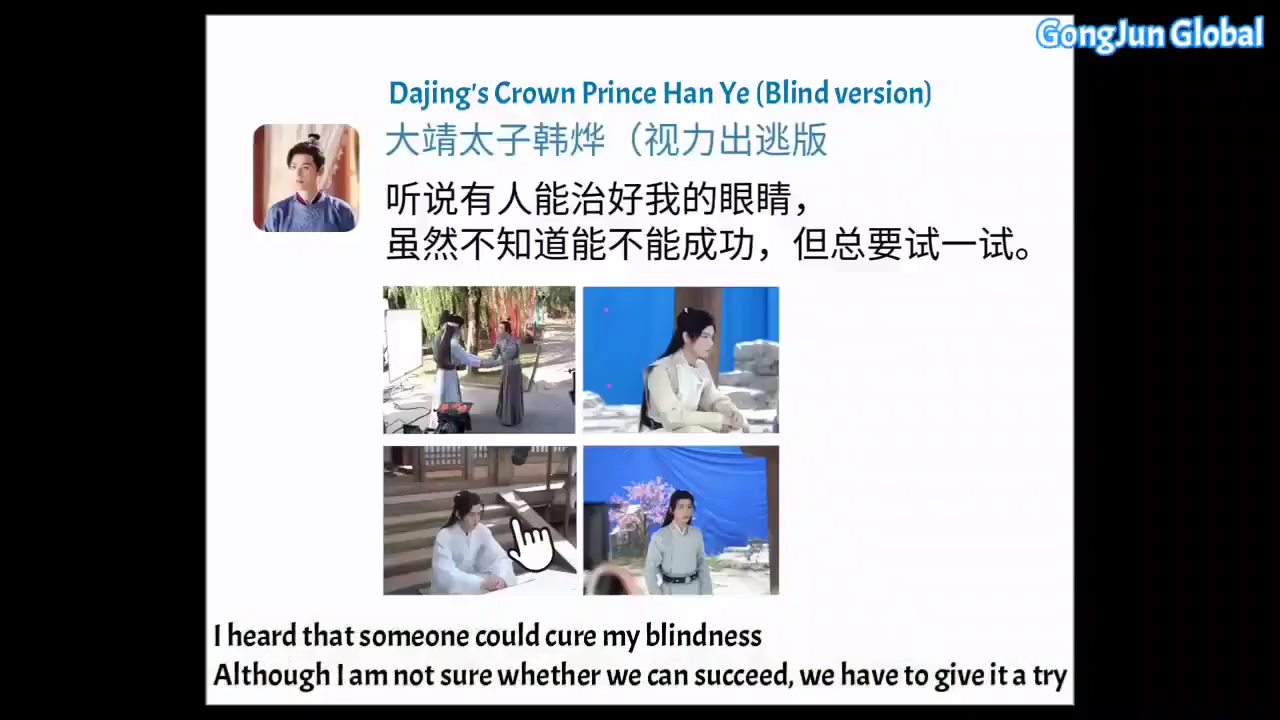 GongJun Global
Dajing's Crown Prince Han Ye (Blind version)
大靖太子韩烨（视力出逃版
听说有人能治好我的眼睛，
虽然不知道能不能成功，但总要试一试。
I heard that someone could cure my blindness
Although I am not sure whether we can succeed, we have to give it a try